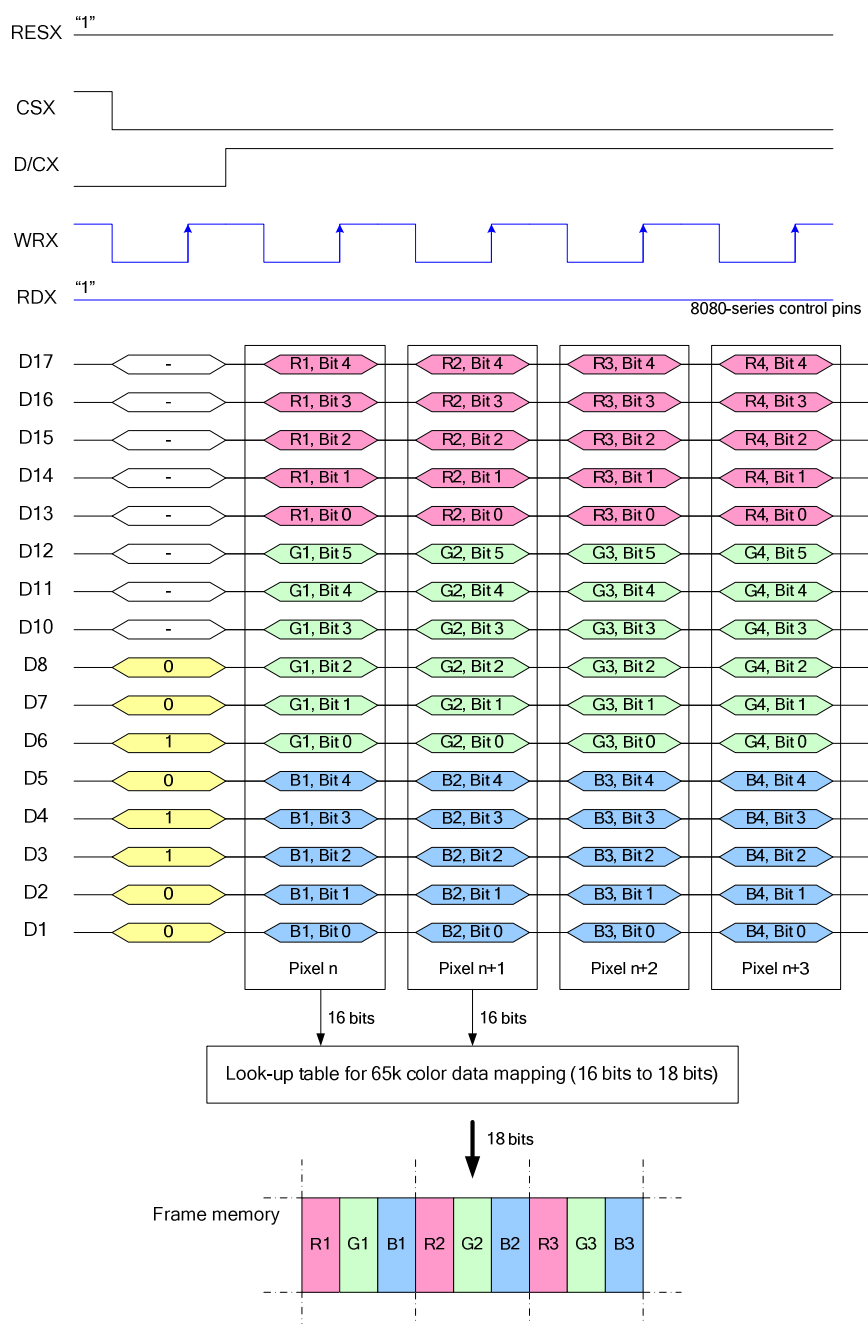 RESX “1”
CSX
D/CX
WRX
RDX “1”
8080-series control pins
D17 - R1, Bit 4 R2, Bit 4 R3, Bit 4 R4, Bit 4
D16 - R1, Bit 3 R2, Bit 3 R3, Bit 3 R4, Bit 3
D15 - R1, Bit 2 R2, Bit 2 R3, Bit 2 R4, Bit 2
D14 - R1, Bit 1 R2, Bit 1 R3, Bit 1 R4, Bit 1
D13 - R1, Bit 0 R2, Bit 0 R3, Bit 0 R4, Bit 0
D12 - G1, Bit 5 G2, Bit 5 G3, Bit 5 G4, Bit 5
D11 - G1, Bit 4 G2, Bit 4 G3, Bit 4 G4, Bit 4
D10 - G1, Bit 3 G2, Bit 3 G3, Bit 3 G4, Bit 3
D8 0 G1, Bit 2 G2, Bit 2 G3, Bit 2 G4, Bit 2
D7 0 G1, Bit 1 G2, Bit 1 G3, Bit 1 G4, Bit 1
D6 1 G1, Bit 0 G2, Bit 0 G3, Bit 0 G4, Bit 0
D5 0 B1, Bit 4 B2, Bit 4 B3, Bit 4 B4, Bit 4
D4 1 B1, Bit 3 B2, Bit 3 B3, Bit 3 B4, Bit 3
D3 1 B1, Bit 2 B2, Bit 2 B3, Bit 2 B4, Bit 2
D2 0 B1, Bit 1 B2, Bit 1 B3, Bit 1 B4, Bit 1
D1 0 B1, Bit 0 B2, Bit 0 B3, Bit 0 B4, Bit 0
Pixel n Pixel n+1 Pixel n+2 Pixel n+3
16 bits 16 bits
Look-up table for 65k color data mapping (16 bits to 18 bits)
18 bits
Frame memory
R1 G1 B1 R2 G2 B2 R3 G3 B3